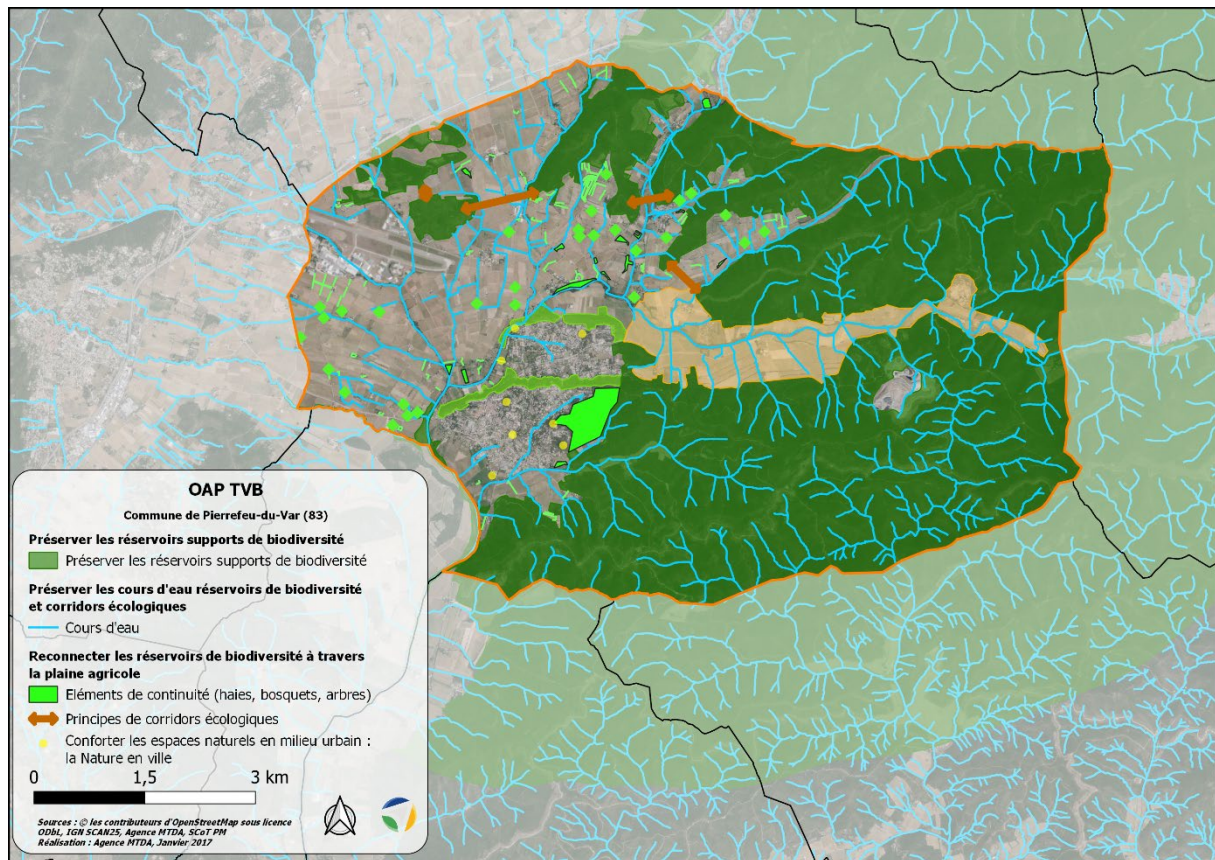 OAP TVB
Commune de Pierrefeu-du-Var (83)
Préserver les réservoirs supports de biodiversité
Préserver les réservoirs supports de biodiversité
Préserver les cours d'eau réservoirs de biodiversité
et corridors écologiques
Cours d'eau
Reconnecter les réservoirs de biodiversité à travers
la plaine agricole
Eléments de continuité (haies, bosquets, arbres)
Principes de corridors écologiques
Conforter les espaces naturels en milieu urbain :
la Nature en ville
0 1,5 3 km
Sources : © les contributeurs d'OpenStreetMap sous licence
ODbL, IGN SCAN25, Agence MTDA, SCoT PM
Réalisation : Agence MTDA, Janvier 2017